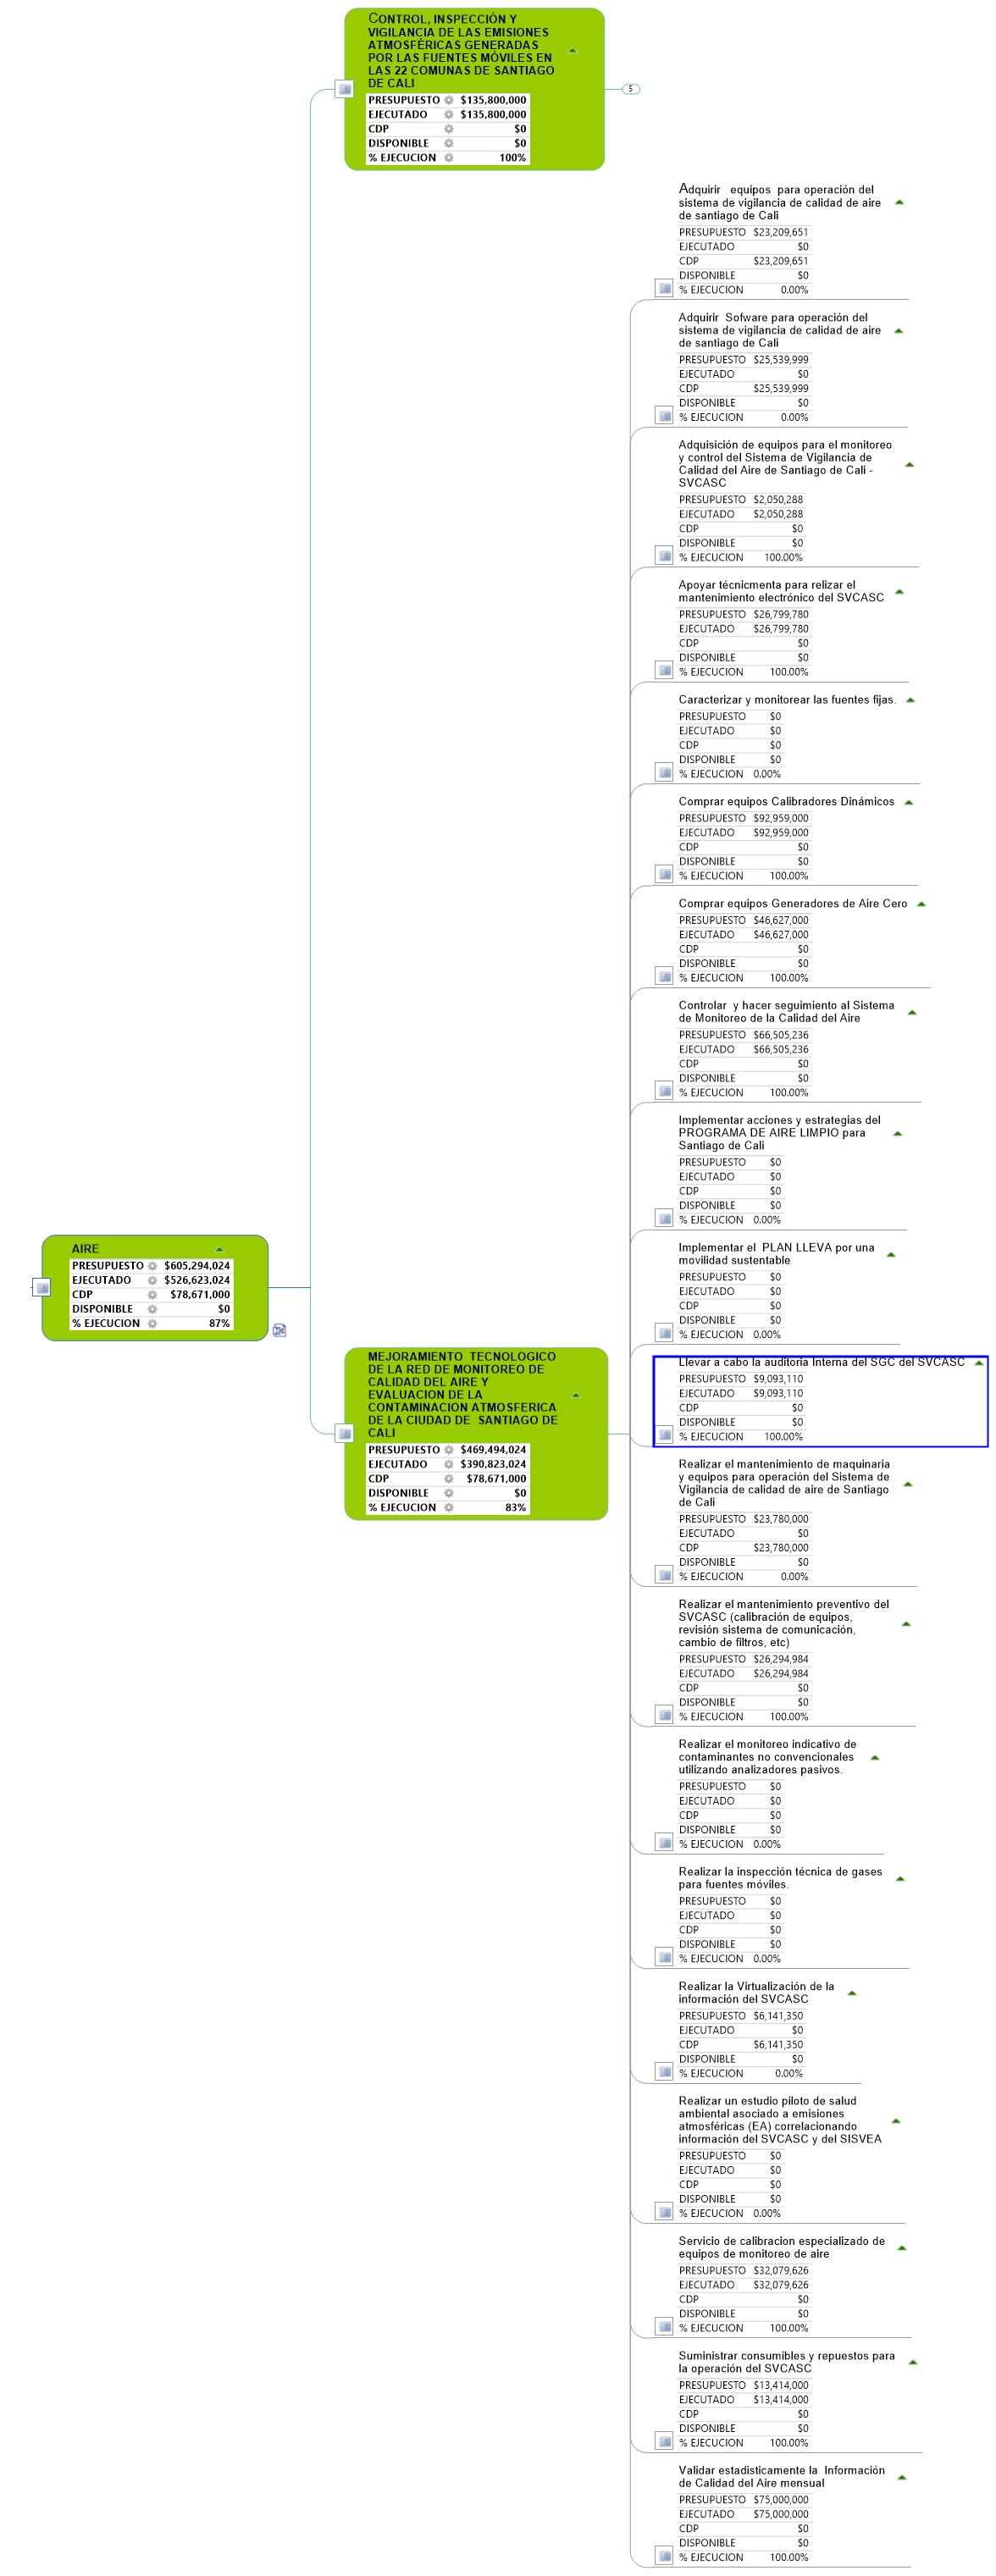 CONTROL, INSPECCIÓN Y
VIGILANCIA DE LAS EMISIONES
ATMOSFÉRICAS GENERADAS
POR LAS FUENTES MÓVILES EN
LAS 22 COMUNAS DE SANTIAGO
DE CALI
PRESUPUESTO $135,800,000
EJECUTADO $135,800,000
CDP $0
DISPONIBLE $0
% EJECUCION 100%
5
Adquirir equipos para operación del
sistema de vigilancia de calidad de aire
de santiago de Cali
PRESUPUESTO $23,209,651
EJECUTADO $0
CDP $23,209,651
DISPONIBLE $0
% EJECUCION 0.00%
Adquirir Sofware para operación del
sistema de vigilancia de calidad de aire
de santiago de Cali
PRESUPUESTO $25,539,999
EJECUTADO $0
CDP $25,539,999
DISPONIBLE $0
% EJECUCION 0.00%
Adquisición de equipos para el monitoreo
y control del Sistema de Vigilancia de
Calidad del Aire de Santiago de Cali -
SVCASC
PRESUPUESTO $2,050,288
EJECUTADO $2,050,288
CDP $0
DISPONIBLE $0
% EJECUCION 100.00%
Apoyar técnicmenta para relizar el
mantenimiento electrónico del SVCASC
PRESUPUESTO $26,799,780
EJECUTADO $26,799,780
CDP $0
DISPONIBLE $0
% EJECUCION 100.00%
Caracterizar y monitorear las fuentes fijas.
PRESUPUESTO $0
EJECUTADO $0
CDP $0
DISPONIBLE $0
% EJECUCION 0.00%
Comprar equipos Calibradores Dinámicos
PRESUPUESTO $92,959,000
EJECUTADO $92,959,000
CDP $0
DISPONIBLE $0
% EJECUCION 100.00%
Comprar equipos Generadores de Aire Cero
PRESUPUESTO $46,627,000
EJECUTADO $46,627,000
CDP $0
DISPONIBLE $0
% EJECUCION 100.00%
Controlar y hacer seguimiento al Sistema
de Monitoreo de la Calidad del Aire
PRESUPUESTO $66,505,236
EJECUTADO $66,505,236
CDP $0
DISPONIBLE $0
% EJECUCION 100.00%
Implementar acciones y estrategias del
PROGRAMA DE AIRE LIMPIO para
Santiago de Cali
PRESUPUESTO $0
EJECUTADO $0
CDP $0
DISPONIBLE $0
% EJECUCION 0.00%
AIRE
PRESUPUESTO $605,294,024
EJECUTADO $526,623,024
CDP $78,671,000
DISPONIBLE $0
% EJECUCION 87%
Implementar el PLAN LLEVA por una
movilidad sustentable
PRESUPUESTO $0
EJECUTADO $0
CDP $0
DISPONIBLE $0
% EJECUCION 0.00%
MEJORAMIENTO TECNOLOGICO
DE LA RED DE MONITOREO DE
CALIDAD DEL AIRE Y
EVALUACION DE LA
CONTAMINACION ATMOSFERICA
DE LA CIUDAD DE SANTIAGO DE
CALI
PRESUPUESTO $469,494,024
EJECUTADO $390,823,024
CDP $78,671,000
DISPONIBLE $0
% EJECUCION 83%
Llevar a cabo la auditoria Interna del SGC del SVCASC
PRESUPUESTO $9,093,110
EJECUTADO $9,093,110
CDP $0
DISPONIBLE $0
% EJECUCION 100.00%
Realizar el mantenimiento de maquinaria
y equipos para operación del Sistema de
Vigilancia de calidad de aire de Santiago
de Cali
PRESUPUESTO $23,780,000
EJECUTADO $0
CDP $23,780,000
DISPONIBLE $0
% EJECUCION 0.00%
Realizar el mantenimiento preventivo del
SVCASC (calibración de equipos,
revisión sistema de comunicación,
cambio de filtros, etc)
PRESUPUESTO $26,294,984
EJECUTADO $26,294,984
CDP $0
DISPONIBLE $0
% EJECUCION 100.00%
Realizar el monitoreo indicativo de
contaminantes no convencionales
utilizando analizadores pasivos.
PRESUPUESTO $0
EJECUTADO $0
CDP $0
DISPONIBLE $0
% EJECUCION 0.00%
Realizar la inspección técnica de gases
para fuentes móviles.
PRESUPUESTO $0
EJECUTADO $0
CDP $0
DISPONIBLE $0
% EJECUCION 0.00%
Realizar la Virtualización de la
información del SVCASC
PRESUPUESTO $6,141,350
EJECUTADO $0
CDP $6,141,350
DISPONIBLE $0
% EJECUCION 0.00%
Realizar un estudio piloto de salud
ambiental asociado a emisiones
atmosféricas (EA) correlacionando
información del SVCASC y del SISVEA
PRESUPUESTO $0
EJECUTADO $0
CDP $0
DISPONIBLE $0
% EJECUCION 0.00%
Servicio de calibracion especializado de
equipos de monitoreo de aire
PRESUPUESTO $32,079,626
EJECUTADO $32,079,626
CDP $0
DISPONIBLE $0
% EJECUCION 100.00%
Suministrar consumibles y repuestos para
la operación del SVCASC
PRESUPUESTO $13,414,000
EJECUTADO $13,414,000
CDP $0
DISPONIBLE $0
% EJECUCION 100.00%
Validar estadisticamente la Información
de Calidad del Aire mensual
PRESUPUESTO $75,000,000
EJECUTADO $75,000,000
CDP $0
DISPONIBLE $0
% EJECUCION 100.00%